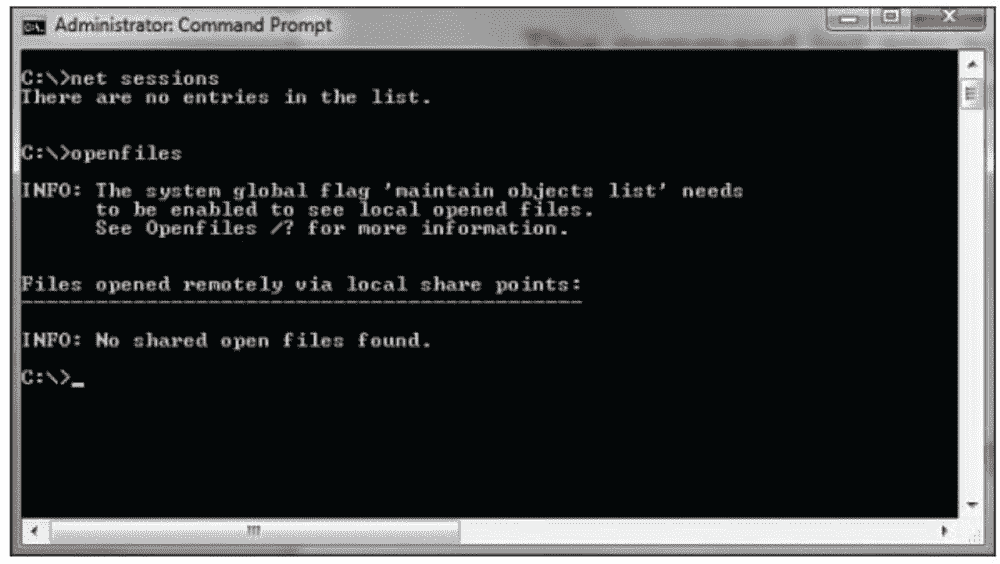 Administrator: Command Prompt
C:\>net sessions
There are no entries in the list.
C:\>openfiles
INFO: The system global flag 'maintain objects list' needs
to be enabled to see local opened files.
See Openfiles /? for more information.
Files opened remotely via local share points:
---------------------------------------------
INFO: No shared open files found.
C:\>_